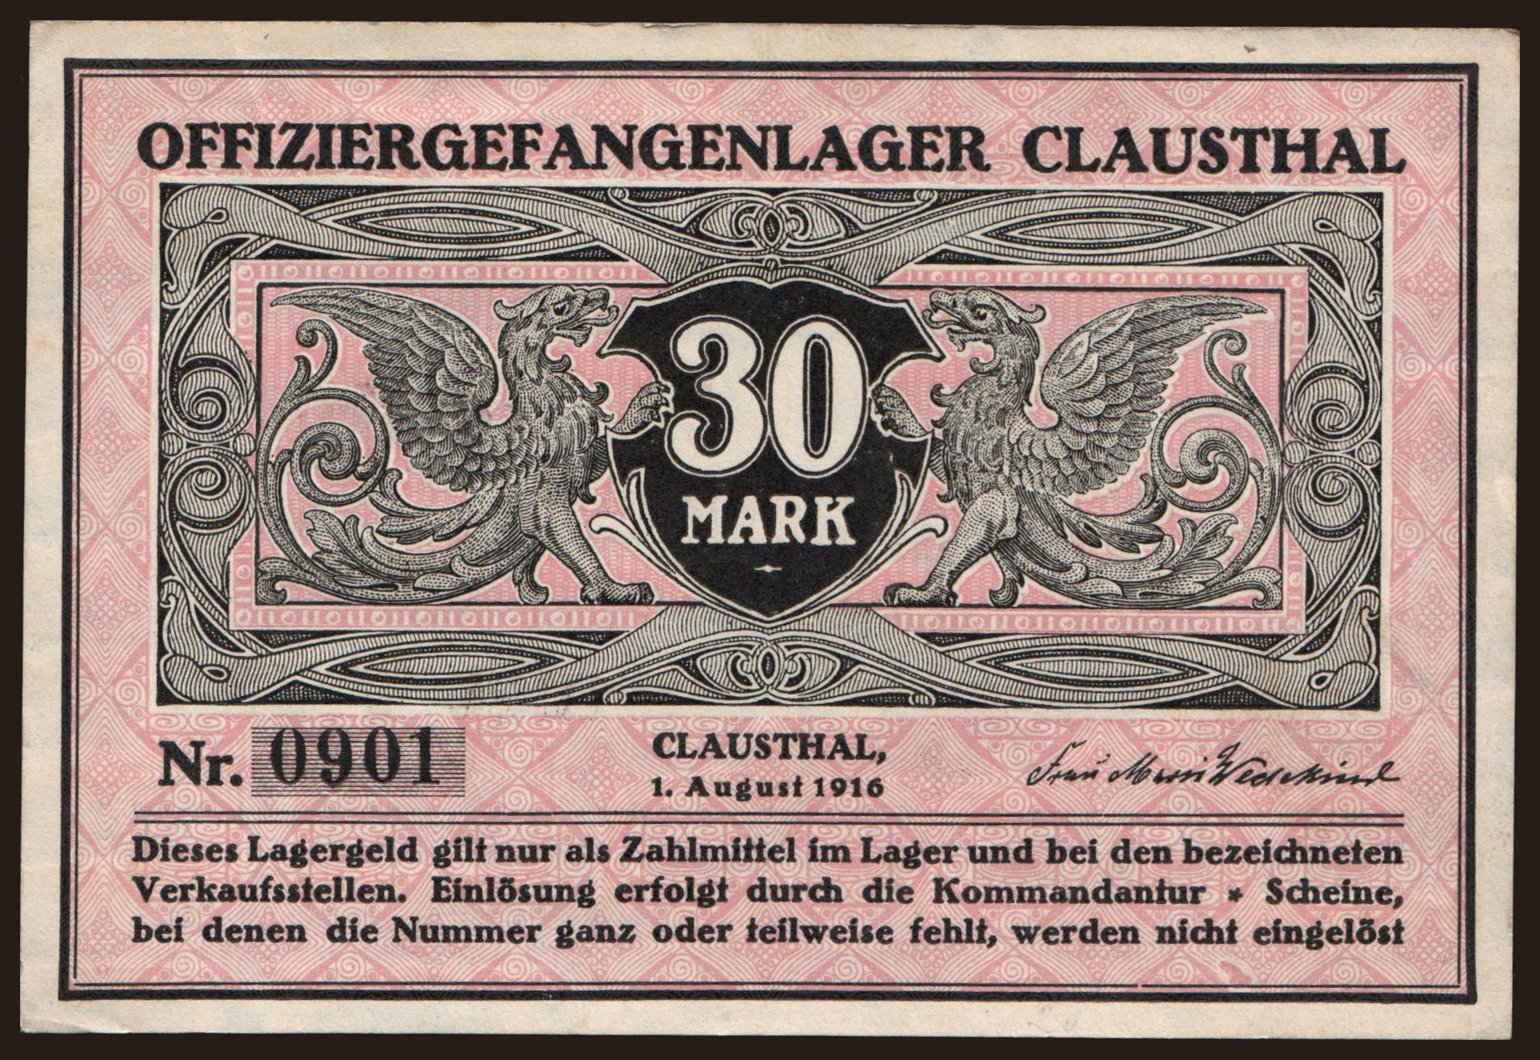 OFFIZIERGEFANGENLAGER CLAUSTHAL
30
MARK
Nr. 0901
CLAUSTHAL,
1. August 1916
Dieses Lagergeld gilt nur als Zahlmittel im Lager und bei den bezeichneten
Verkaufsstellen. Einlösung erfolgt durch die Kommandantur * Scheine,
bei denen die Nummer ganz oder teilweise fehlt, werden nicht eingelöst